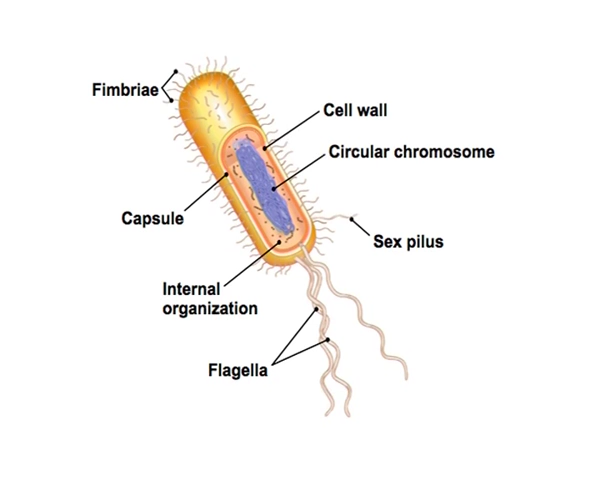 Fimbriae
Cell wall
Circular chromosome
Capsule
Sex pilus
Internal
organization
Flagella